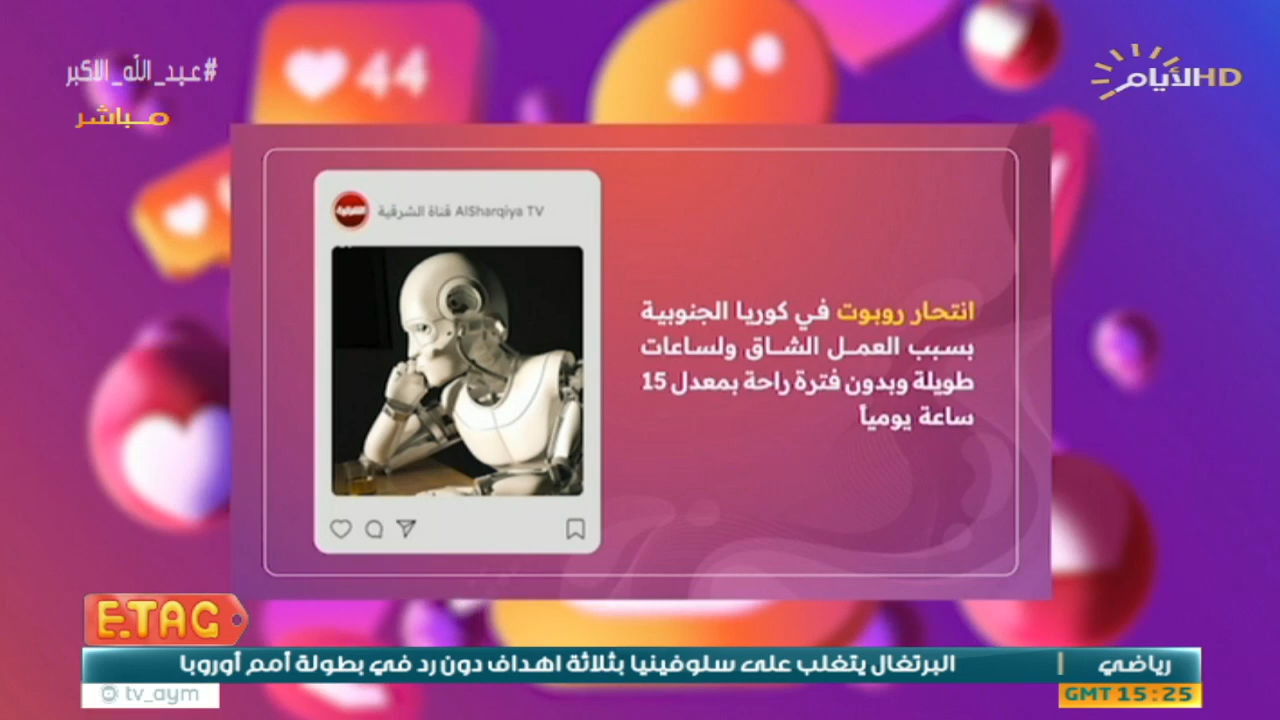 #عبد_الله_الاكبر
مباشر
44
الأيام HD
قناة الشرقية AlSharqiya TV
انتحار روبوت في كوريا الجنوبية
بسبب العمل الشاق ولساعات
طويلة وبدون فترة راحة بمعدل 15
ساعة يومياً
E.TAG
رياضي | البرتغال يتغلب على سلوفينيا بثلاثة اهداف دون رد في بطولة أمم أوروبا
tv_aym
GMT 15:25